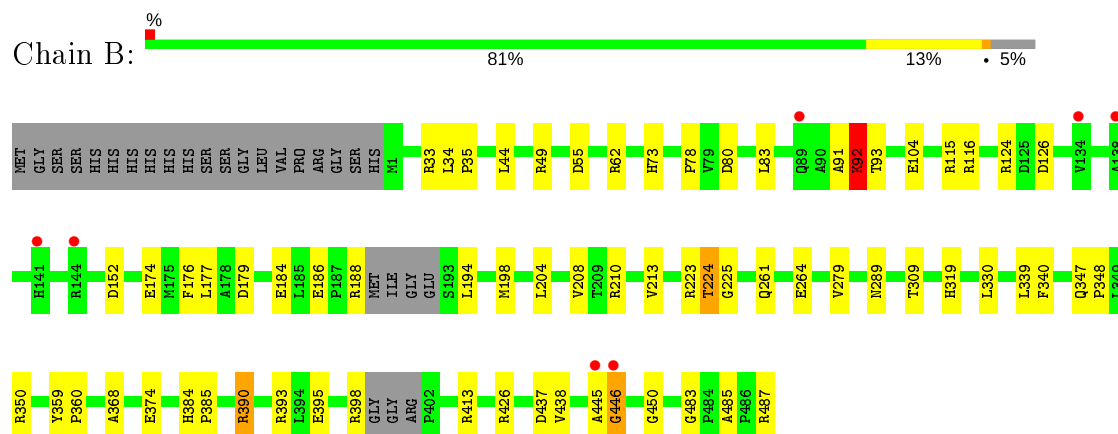 %
Chain B:
81% 13% • 5%
MET GLY SER SER HIS HIS HIS HIS HIS HIS SER SER GLY LEU VAL PRO ARG GLY SER HIS M1 R33 L34 P35 L44 R49 D55 R62 H73 P78 V79 D80 L83 Q89 A90 A91 K92 T93 E104 R115 R116 R124 D125 D126 V134 A138
H141 R144 D152 E174 M175 F176 L177 A178 D179 E184 L185 E186 P187 R188 MET ILE GLY GLU S193 L194 M198 L204 V208 T209 R210 V213 R223 T224 G225 Q261 E264 V279 N289 T309 H319 L330 L339 F340 Q347 P348 L349
R350 Y359 P360 A368 E374 H384 P385 R390 R393 L394 E395 R398 GLY GLY ARG P402 R413 R426 D437 V438 A445 G446 G450 G483 P484 A485 P486 R487